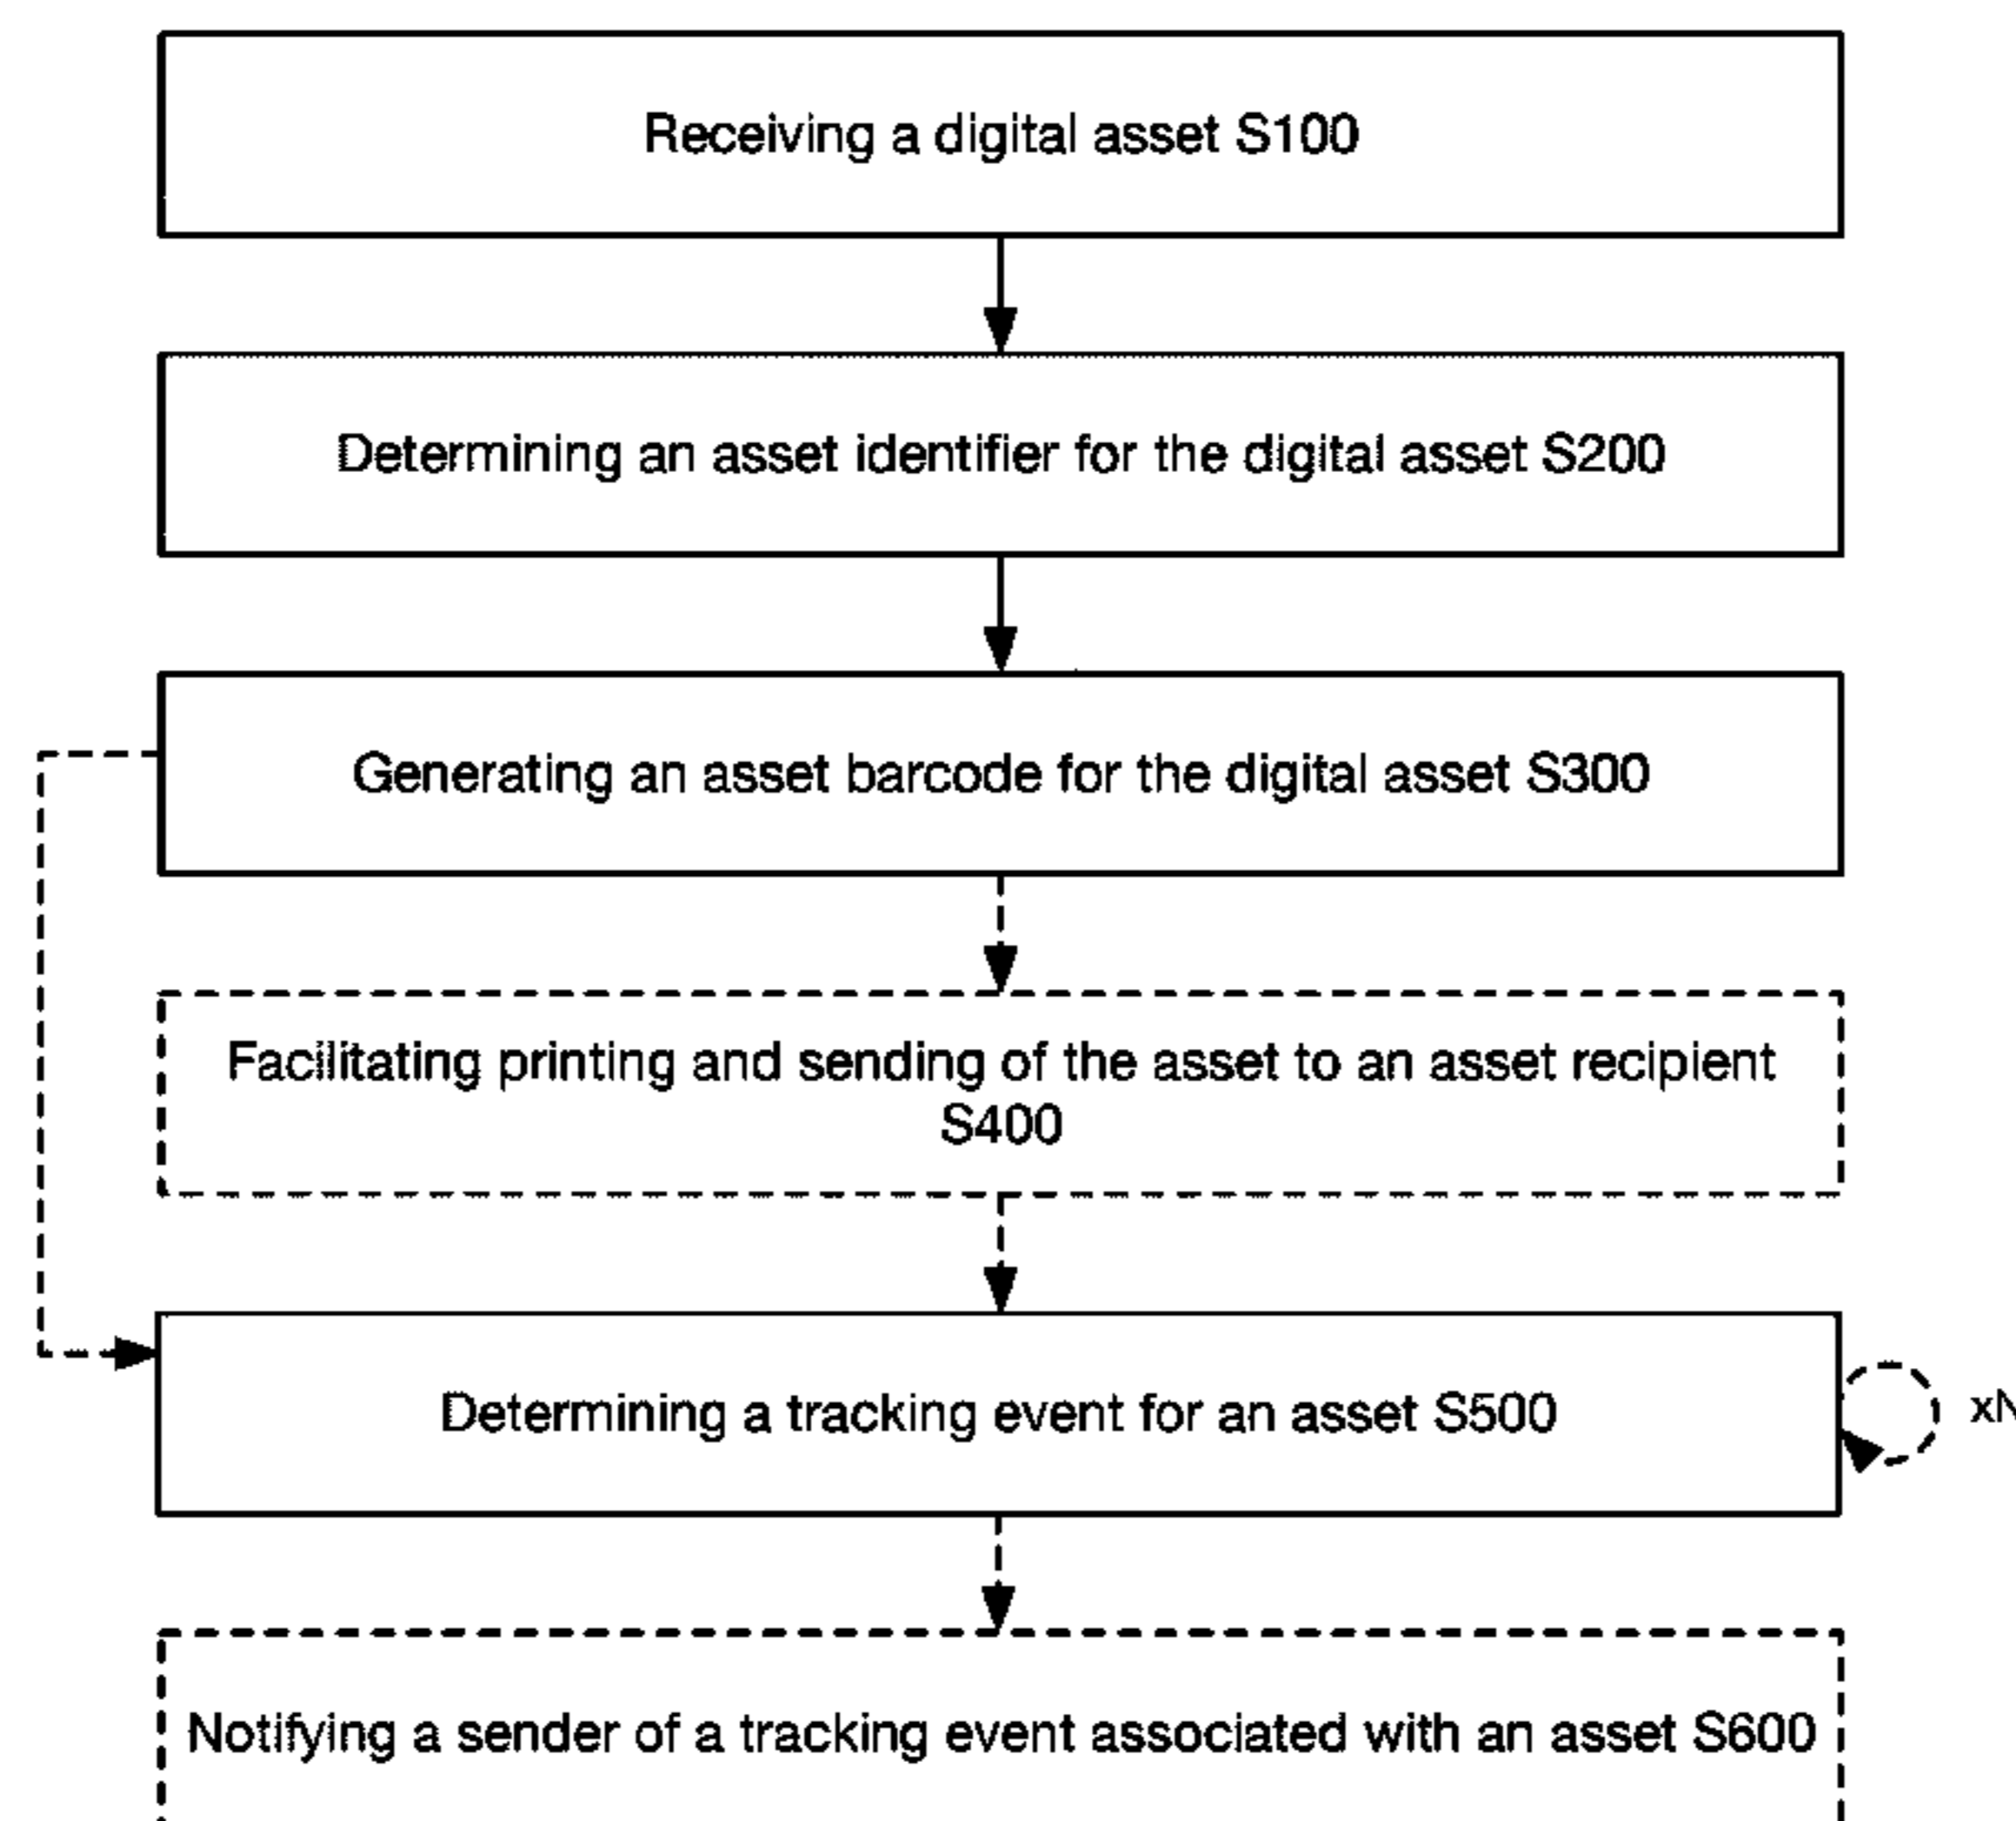 Receiving a digital asset S100
Determining an asset identifier for the digital asset S200
Generating an asset barcode for the digital asset S300
Facilitating printing and sending of the asset to an asset recipient
S400
Determining a tracking event for an asset S500
xN
Notifying a sender of a tracking event associated with an asset S600